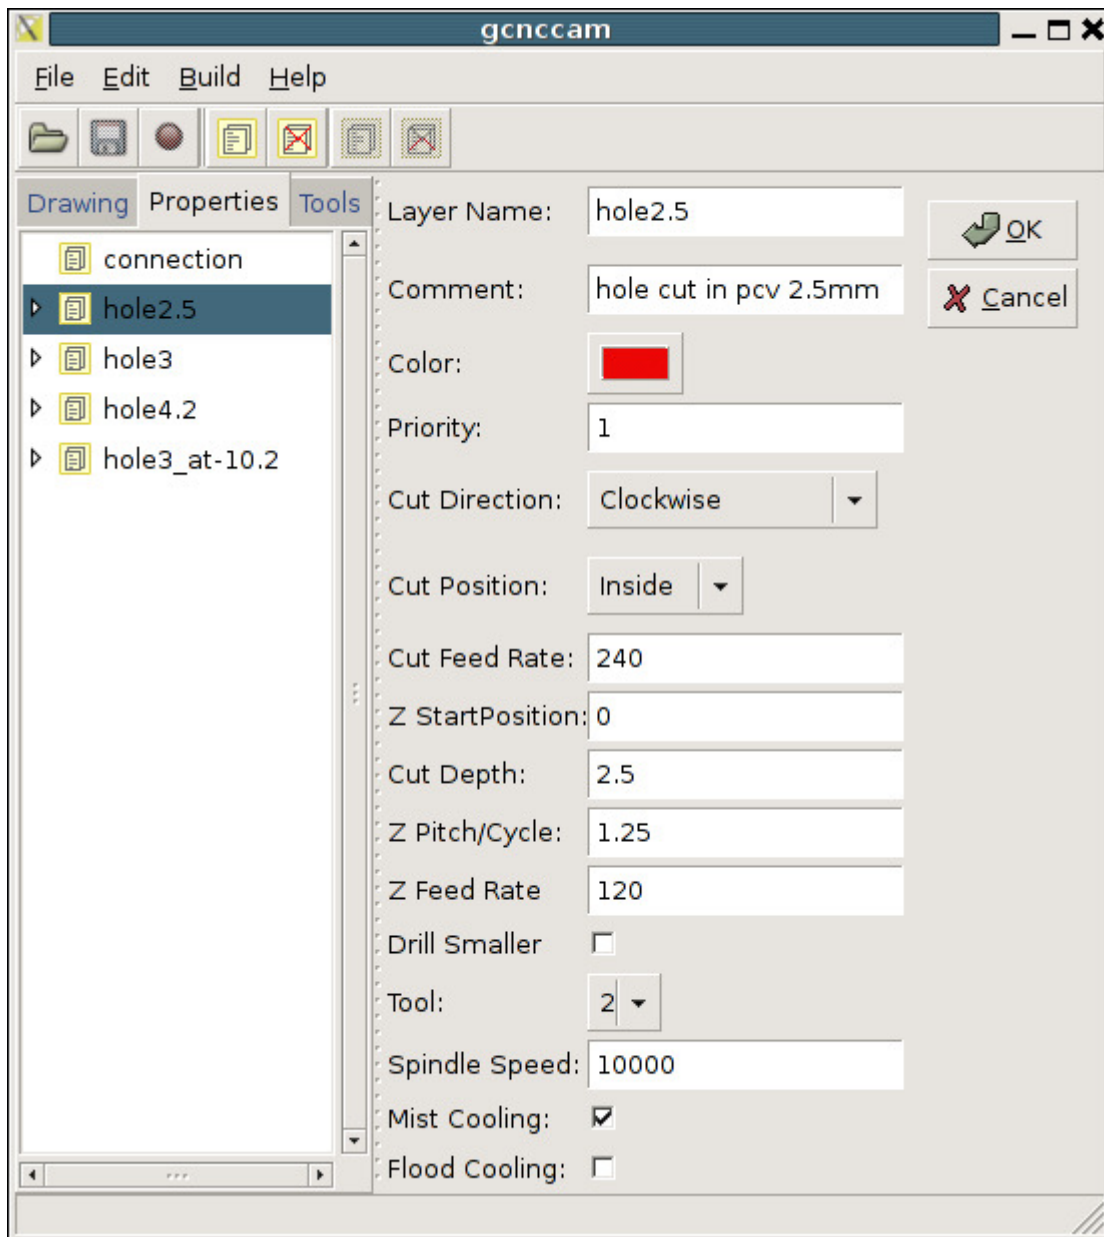 gcnccam
File Edit Build Help
Drawing Properties Tools
connection
hole2.5
hole3
hole4.2
hole3_at-10.2
Layer Name: hole2.5
Comment: hole cut in pcv 2.5mm
Color:
Priority: 1
Cut Direction: Clockwise
Cut Position: Inside
Cut Feed Rate: 240
Z StartPosition: 0
Cut Depth: 2.5
Z Pitch/Cycle: 1.25
Z Feed Rate 120
Drill Smaller
Tool: 2
Spindle Speed: 10000
Mist Cooling:
Flood Cooling:
OK
Cancel